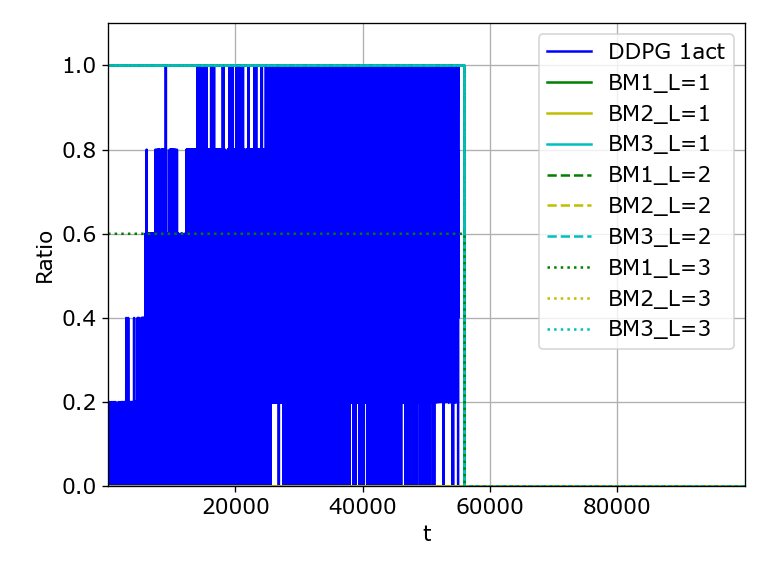 1.0
0.8
0.6
0.4
0.2
0.0
Ratio
20000
40000
60000
80000
t
DDPG 1act
BM1_L=1
BM2_L=1
BM3_L=1
BM1_L=2
BM2_L=2
BM3_L=2
BM1_L=3
BM2_L=3
BM3_L=3